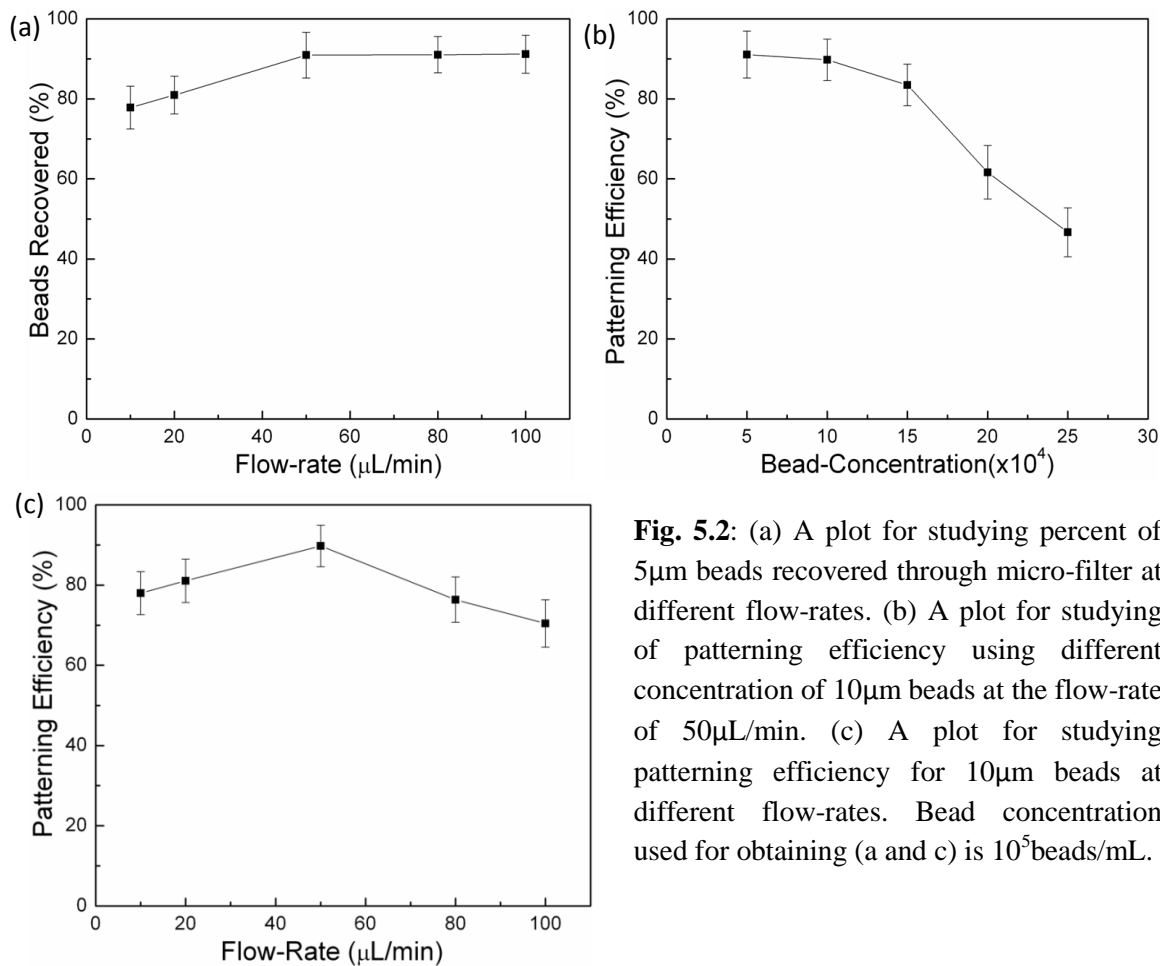 (a)
100
80
60
40
20
0
Beads Recovered (%)
0 20 40 60 80 100
Flow-rate (μL/min)
(b)
100
80
60
40
20
0
Patterning Efficiency (%)
0 5 10 15 20 25 30
Bead-Concentration(x10⁴)
(c)
100
80
60
40
20
0
Patterning Efficiency (%)
0 20 40 60 80 100
Flow-Rate (μL/min)
Fig. 5.2: (a) A plot for studying percent of
5μm beads recovered through micro-filter at
different flow-rates. (b) A plot for studying
of patterning efficiency using different
concentration of 10μm beads at the flow-rate
of 50μL/min. (c) A plot for studying
patterning efficiency for 10μm beads at
different flow-rates. Bead concentration
used for obtaining (a and c) is 10⁵beads/mL.